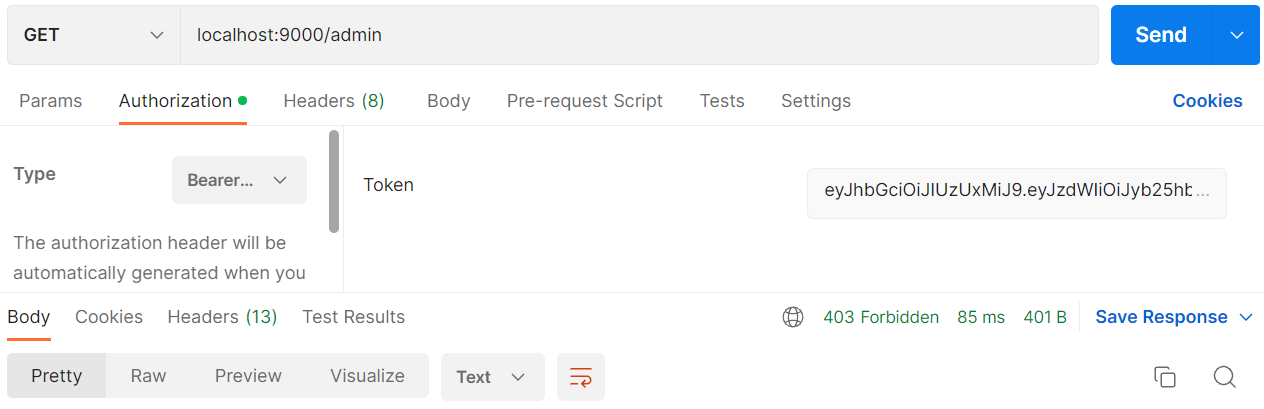 GET localhost:9000/admin Send
Params Authorization Headers (8) Body Pre-request Script Tests Settings Cookies
Type Bearer... Token eyJhbGciOiJIUzUxMiJ9.eyJzdWIiOiJyb25hb...
The authorization header will be
automatically generated when you
Body Cookies Headers (13) Test Results 403 Forbidden 85 ms 401 B Save Response
Pretty Raw Preview Visualize Text